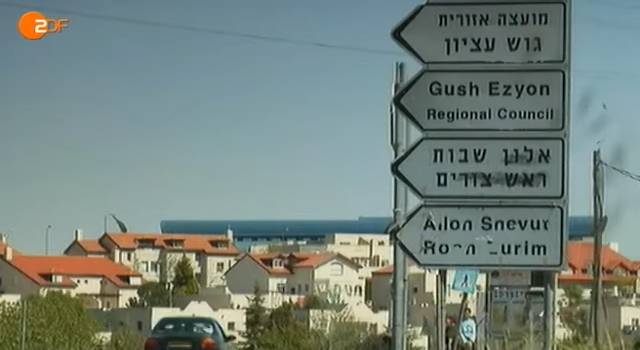 ZDF
מועצה אזורית
גוש עציון
Gush Ezyon
Regional Council
אלון שבות
ראש צורים
Allon Shevut
Rosh Zurim